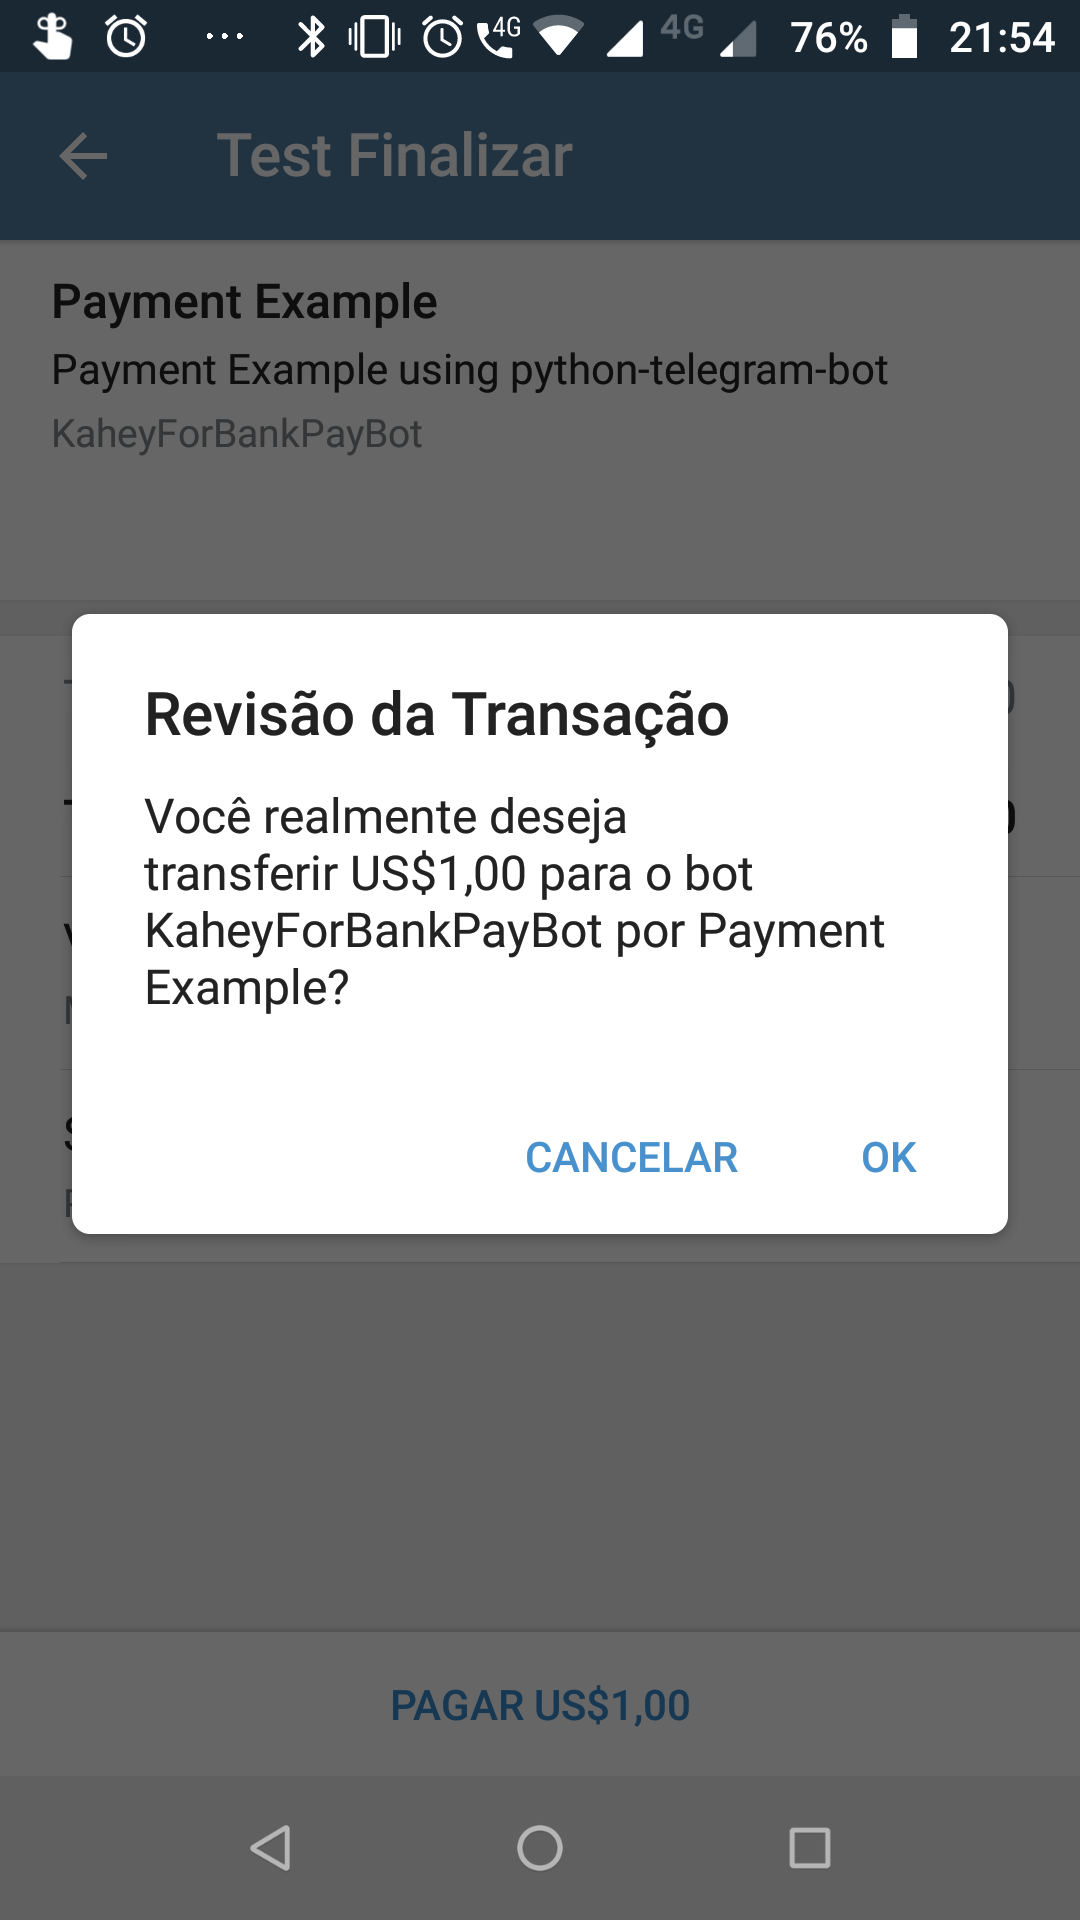 4G 4G 76% 21:54
Test Finalizar
Payment Example
Payment Example using python-telegram-bot
KaheyForBankPayBot
Revisão da Transação
Você realmente deseja
transferir US$1,00 para o bot
KaheyForBankPayBot por Payment
Example?
CANCELAR OK
PAGAR US$1,00